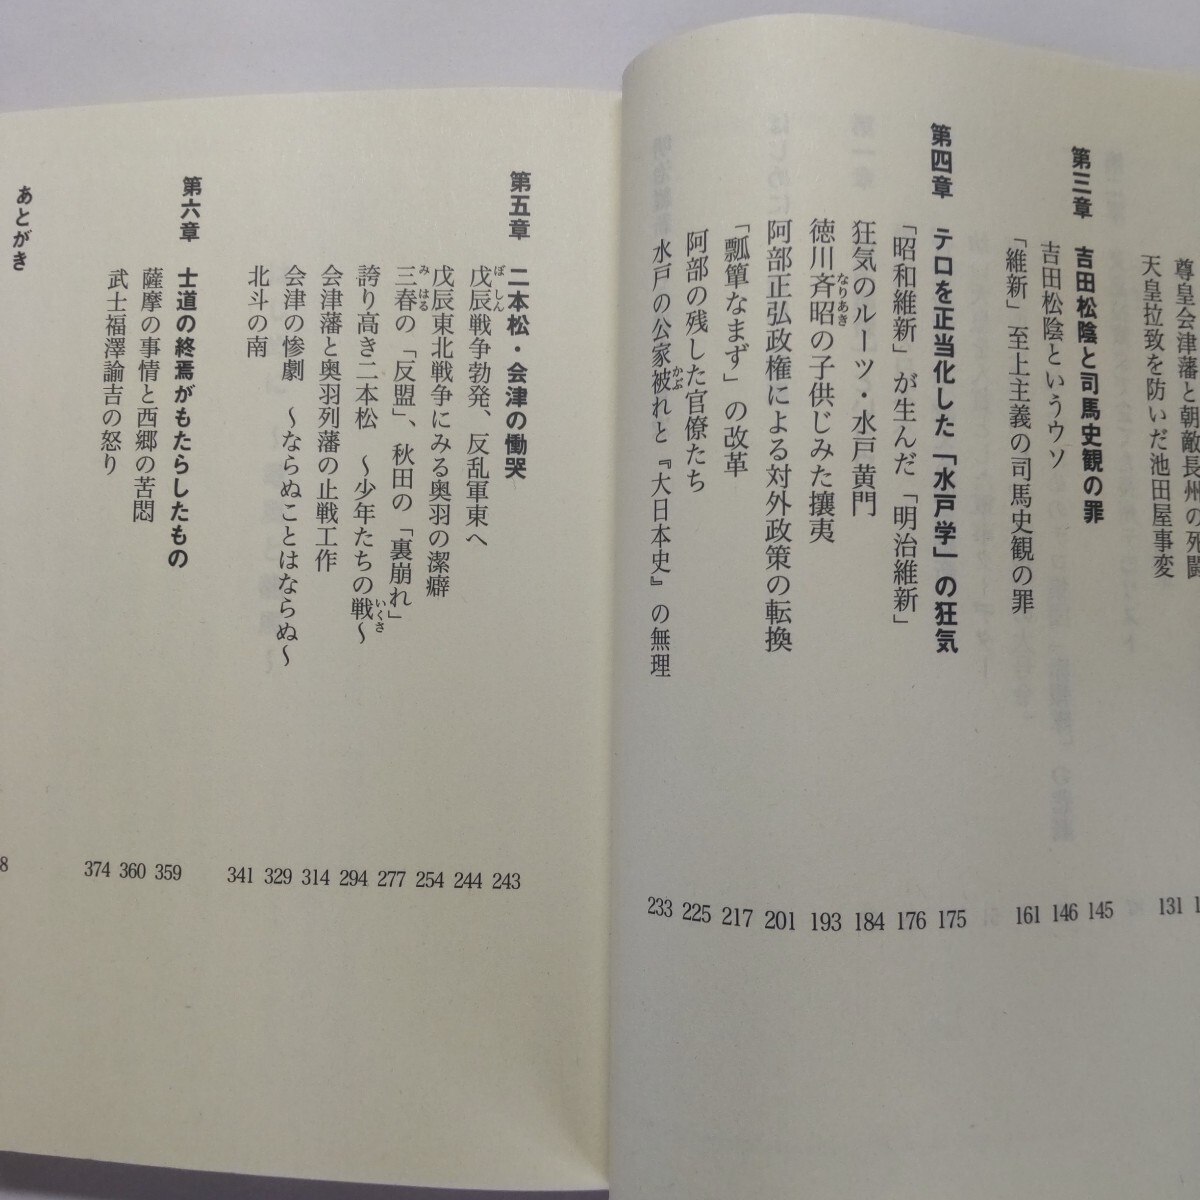 尊皇会津藩と朝敵長州の死闘
天皇拉致を防いだ池田屋事変 131
第三章 吉田松陰と司馬史観の罪 145
吉田松陰というウソ 146
「維新」至上主義の司馬史観の罪 161
第四章 テロを正当化した「水戸学」の狂気 175
「昭和維新」が生んだ「明治維新」 176
狂気のルーツ・水戸黄門 184
徳川斉昭の子供じみた攘夷 193
なりあき
阿部正弘政権による対外政策の転換 201
「瓢箪なまず」の改革 217
阿部の残した官僚たち 225
水戸の公家被れと『大日本史』の無理 233
かぶ
第五章 二本松・会津の慟哭 243
戊辰戦争勃発、反乱軍東へ 244
ぼしん
戊辰東北戦争にみる奥羽の潔癖 254
三春の「反盟」、秋田の「裏崩れ」 277
みはる
誇り高き二本松 〜少年たちの戦〜 294
いくさ
会津藩と奥羽列藩の止戦工作 314
会津の惨劇 〜ならぬことはならぬ〜 329
北斗の南 341
第六章 士道の終焉がもたらしたもの 359
薩摩の事情と西郷の苦悶 360
武士福澤諭吉の怒り 374
あとがき